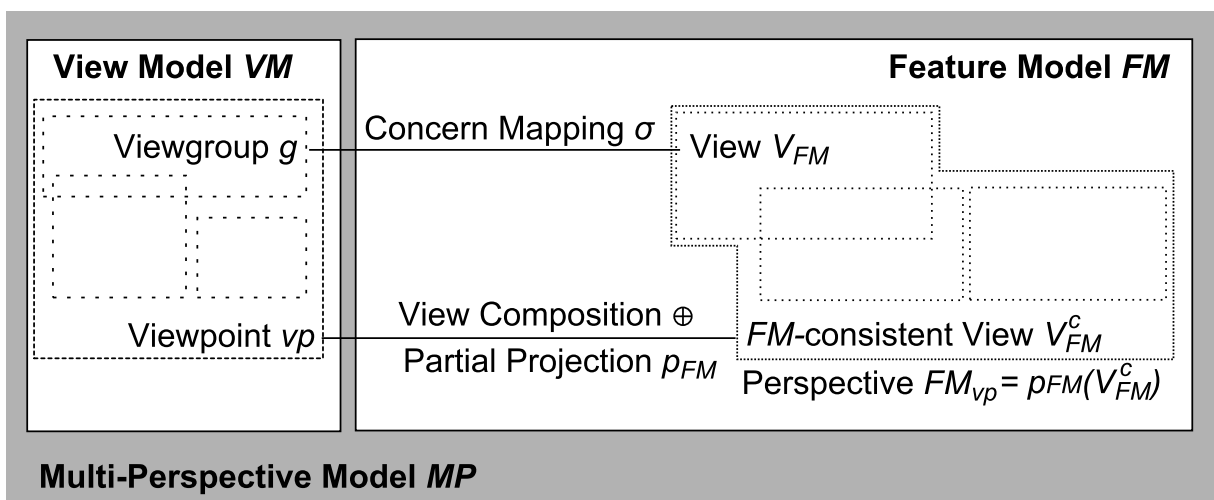 View Model VM
Feature Model FM
Concern Mapping σ
Viewgroup g
View V_FM
View Composition ⊕
Viewpoint vp
FM-consistent View V^c_FM
Partial Projection p_FM
Perspective FM_vp = pFM(V^c_FM)
Multi-Perspective Model MP